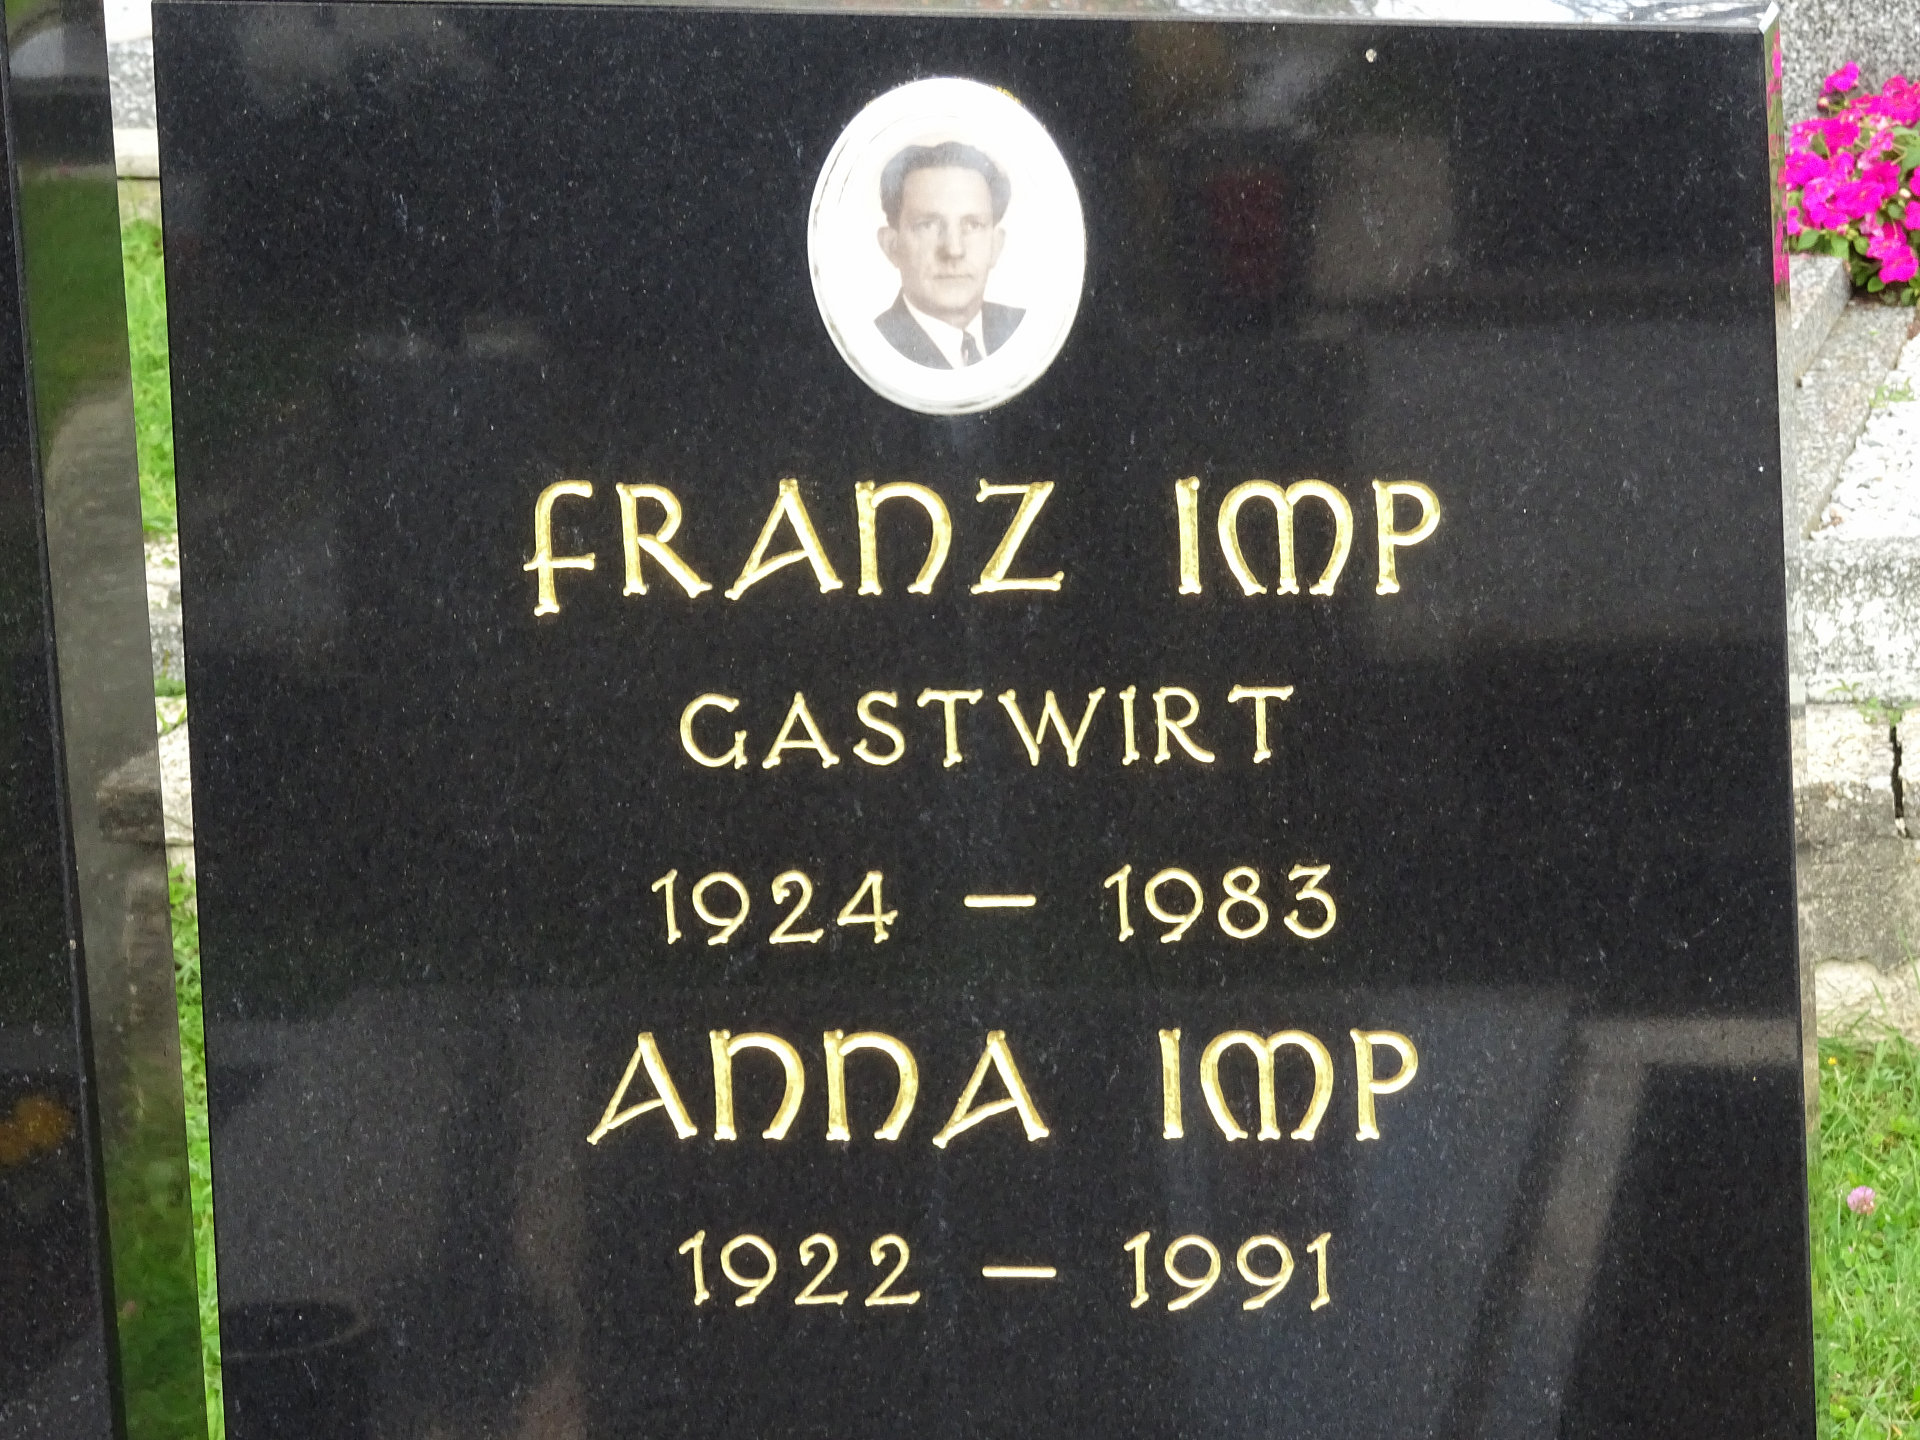 FRANZ IMP
GASTWIRT
1924 – 1983
ANNA IMP
1922 – 1991